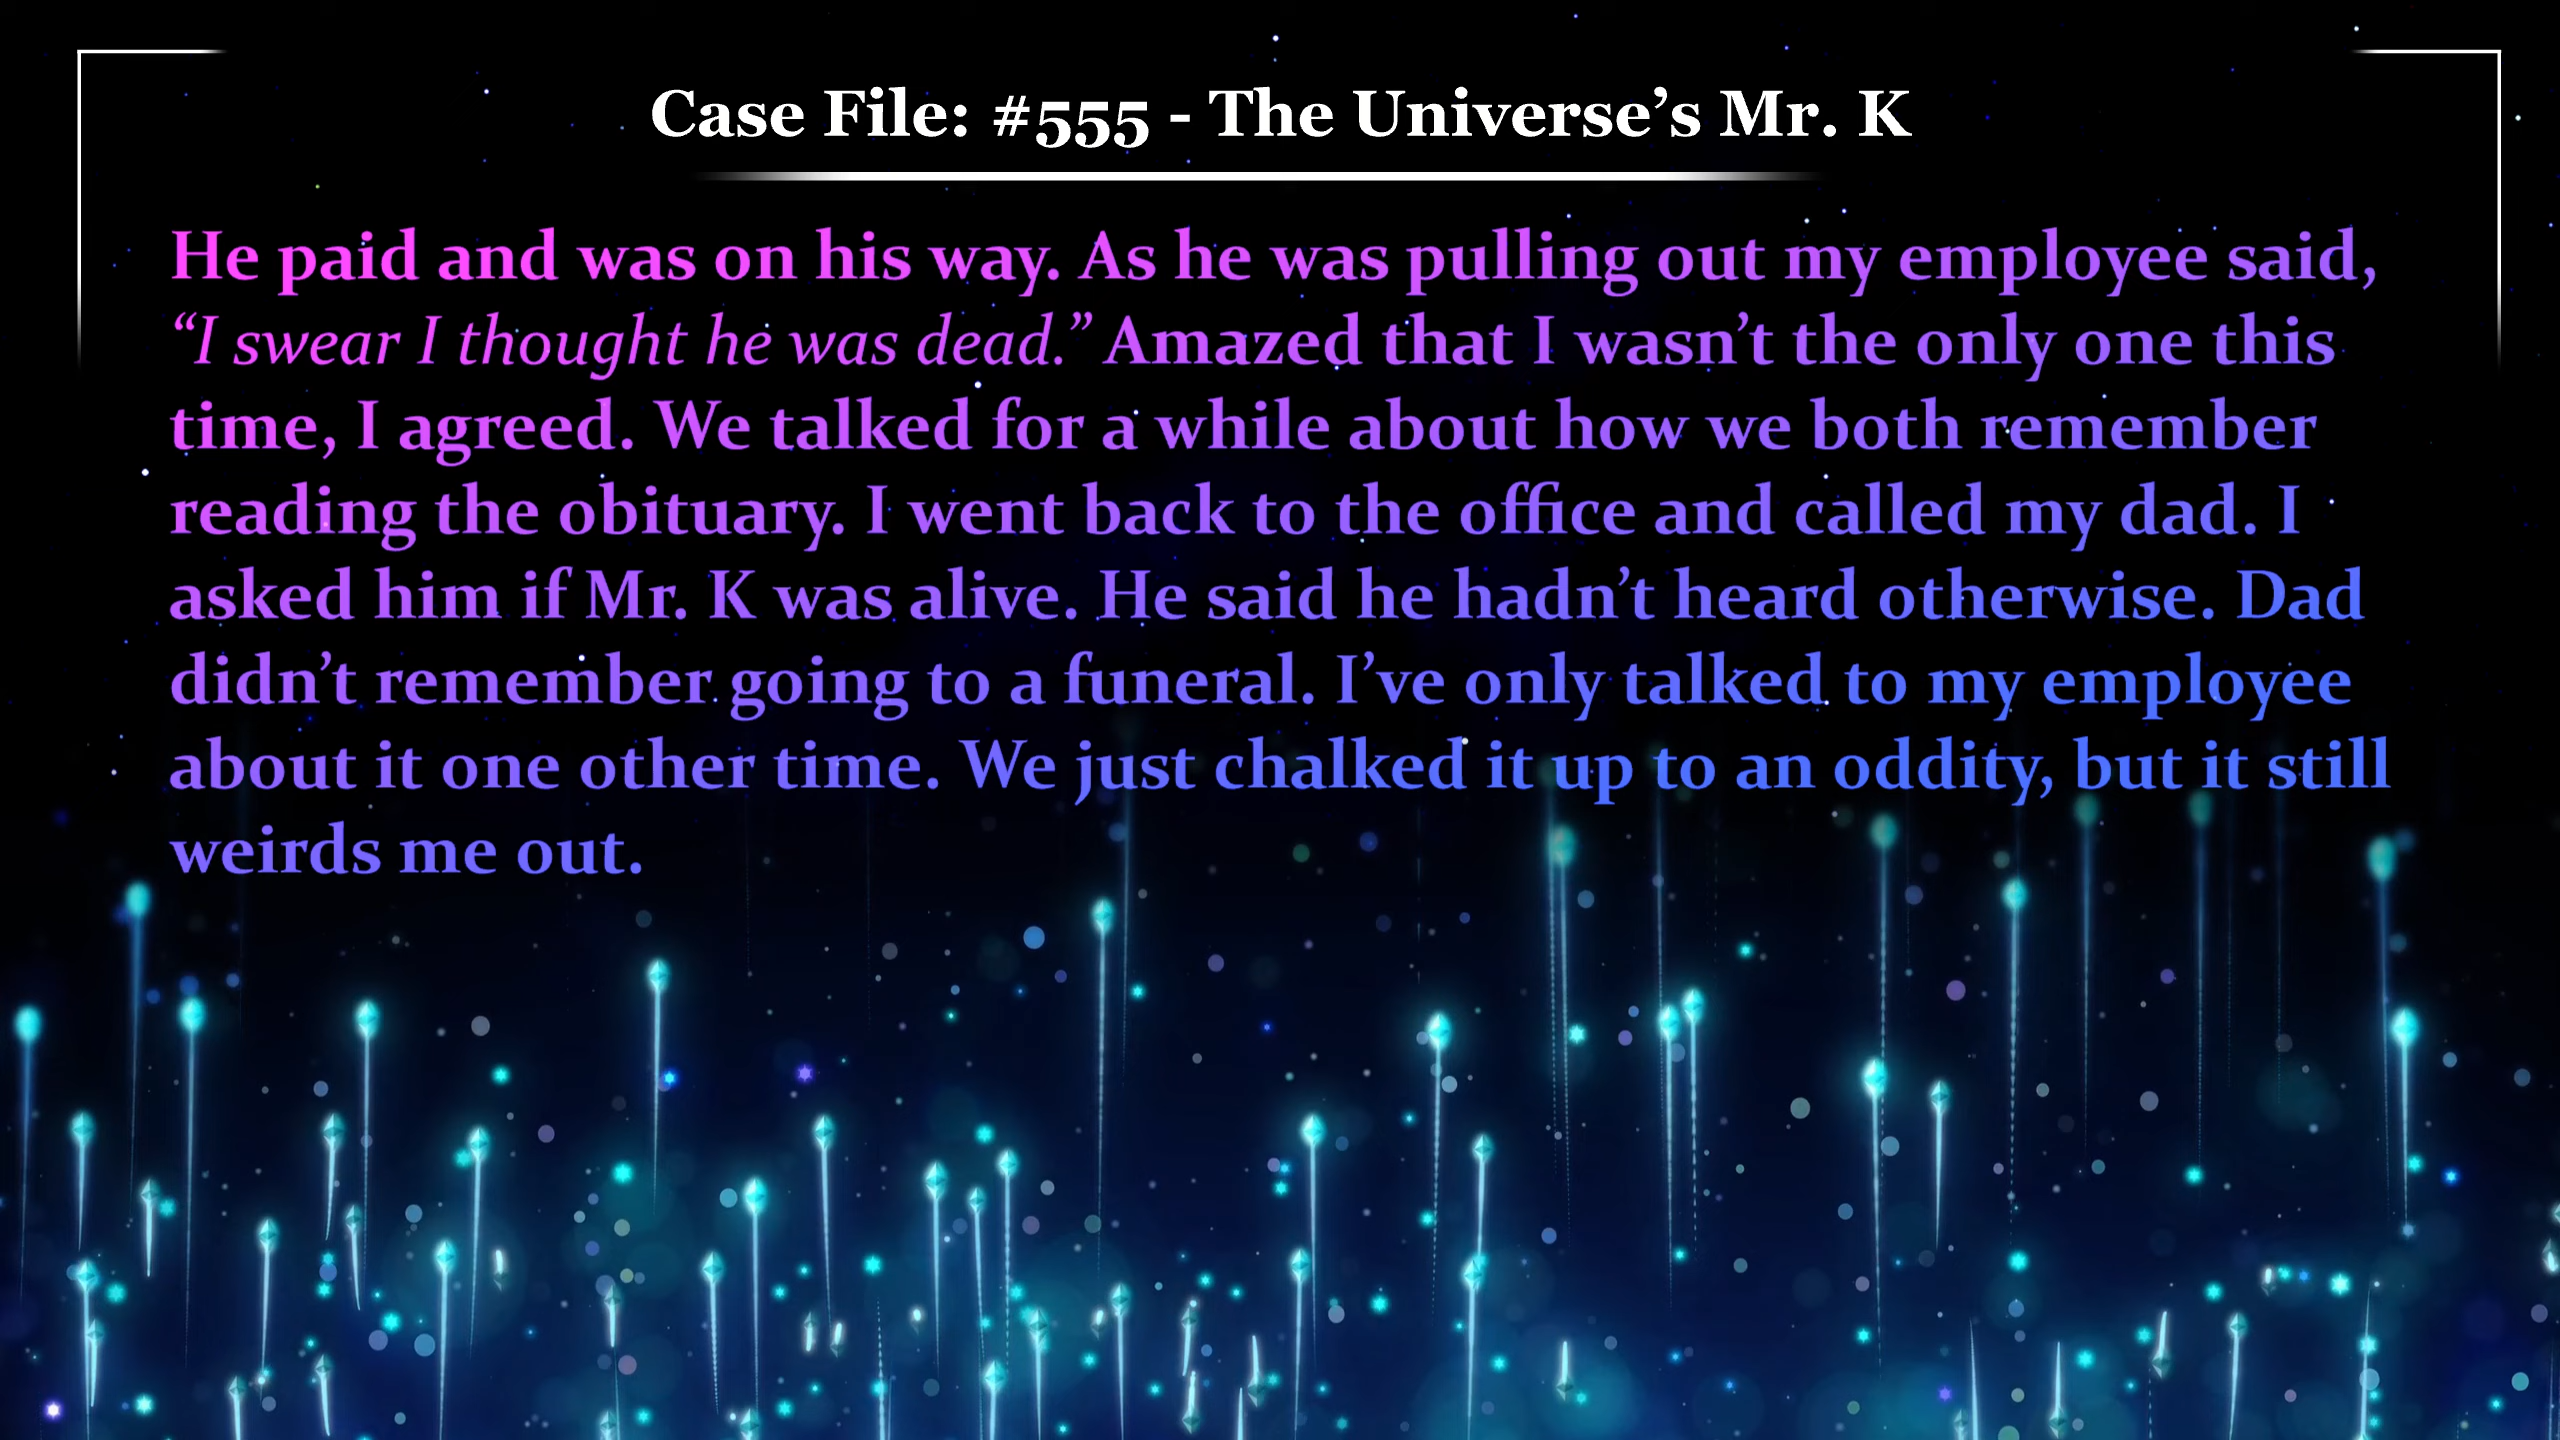 Case File: #555 - The Universe’s Mr. K
He paid and was on his way. As he was pulling out my employee said,
“I swear I thought he was dead.” Amazed that I wasn’t the only one this
time, I agreed. We talked for a while about how we both remember
reading the obituary. I went back to the office and called my dad. I
asked him if Mr. K was alive. He said he hadn’t heard otherwise. Dad
didn’t remember going to a funeral. I’ve only talked to my employee
about it one other time. We just chalked it up to an oddity, but it still
weirds me out.